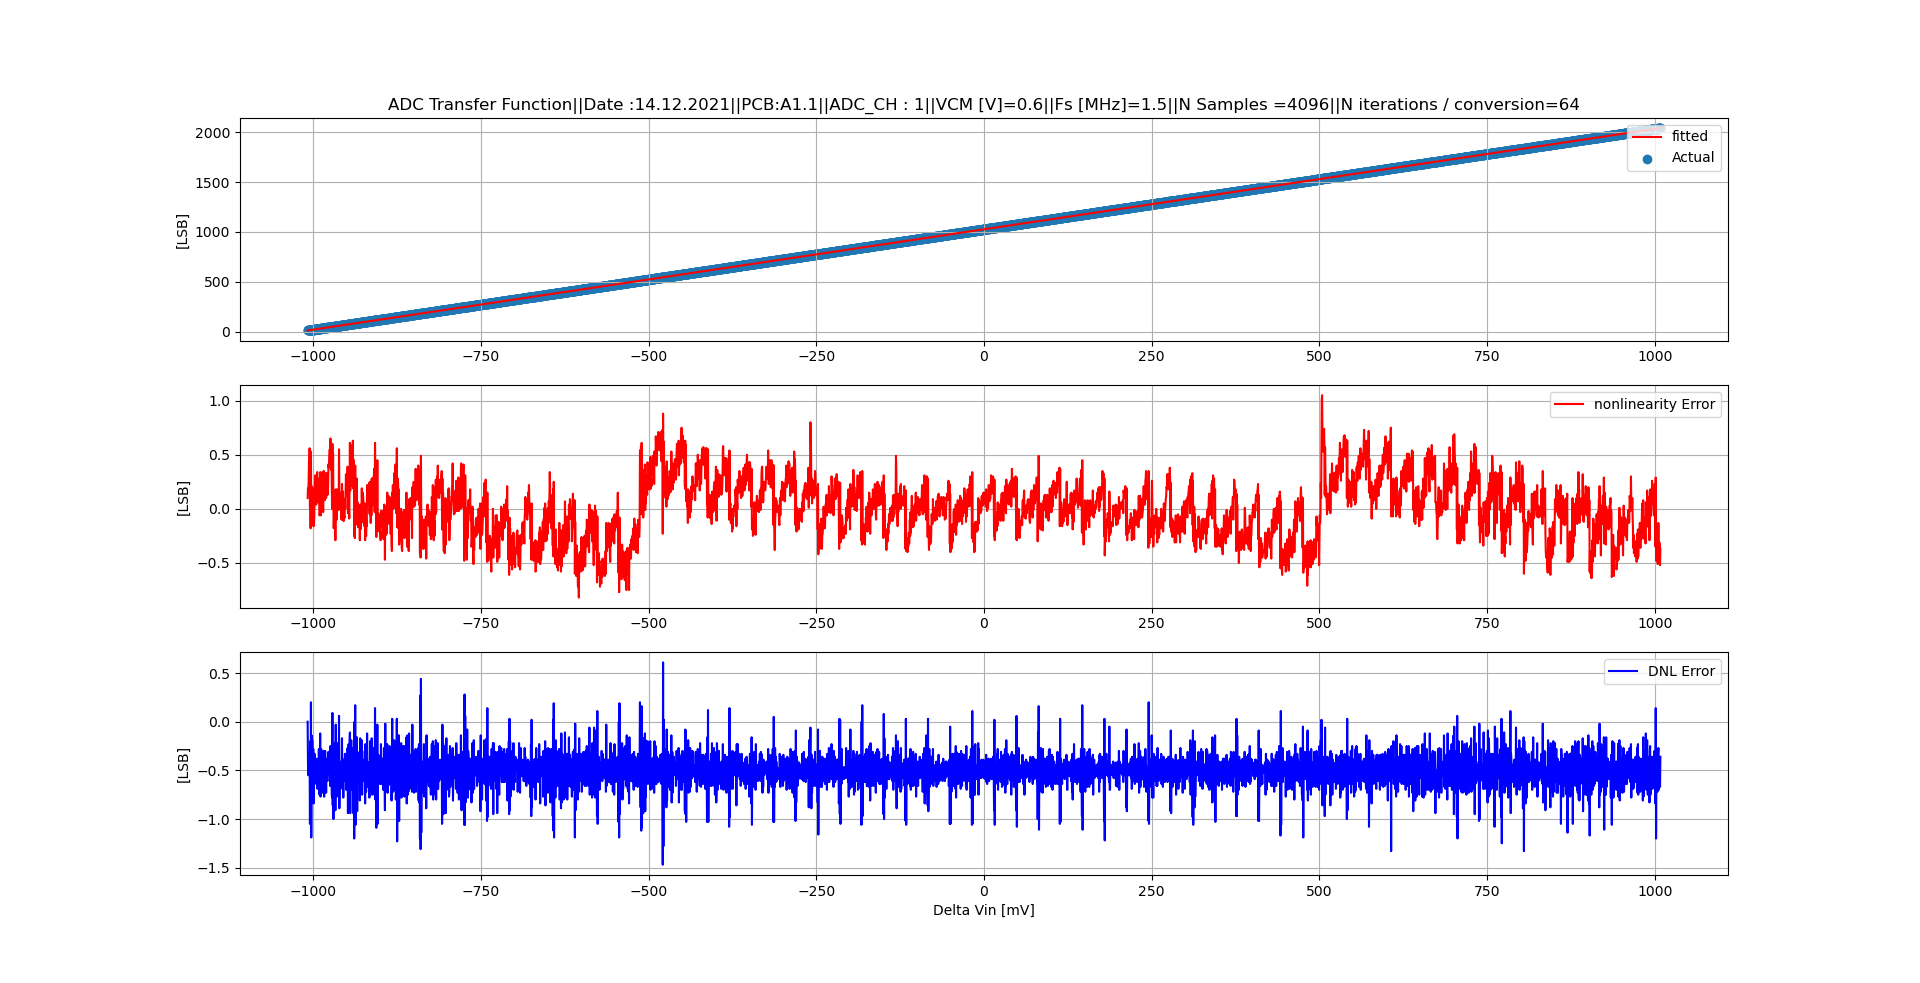 ADC Transfer Function||Date :14.12.2021||PCB:A1.1||ADC_CH : 1||VCM [V]=0.6||Fs [MHz]=1.5||N Samples =4096||N iterations / conversion=64
2000
1500
1000
500
0
[LSB]
fitted
Actual
−1000 −750 −500 −250 0 250 500 750 1000
1.0
0.5
0.0
−0.5
[LSB]
nonlinearity Error
−1000 −750 −500 −250 0 250 500 750 1000
0.5
0.0
−0.5
−1.0
−1.5
[LSB]
DNL Error
−1000 −750 −500 −250 0 250 500 750 1000
Delta Vin [mV]